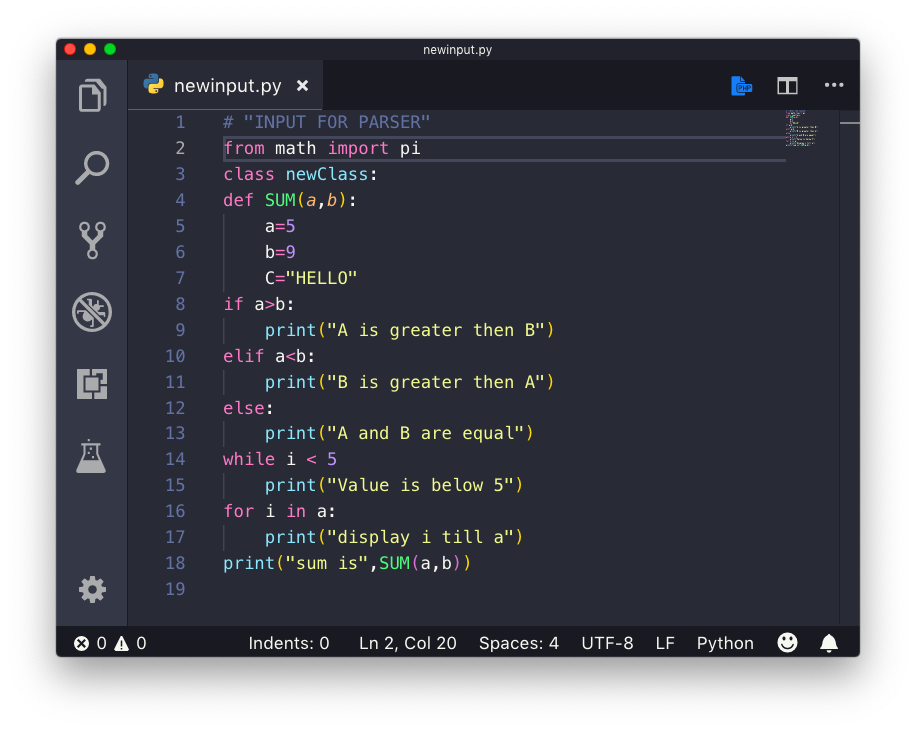 newinput.py
newinput.py ×
PHP
1 # "INPUT FOR PARSER"
2 from math import pi
3 class newClass:
4 def SUM(a,b):
5     a=5
6     b=9
7     C="HELLO"
8 if a>b:
9     print("A is greater then B")
10 elif a<b:
11     print("B is greater then A")
12 else:
13     print("A and B are equal")
14 while i < 5
15     print("Value is below 5")
16 for i in a:
17     print("display i till a")
18 print("sum is",SUM(a,b))
19
0 0 Indents: 0 Ln 2, Col 20 Spaces: 4 UTF-8 LF Python